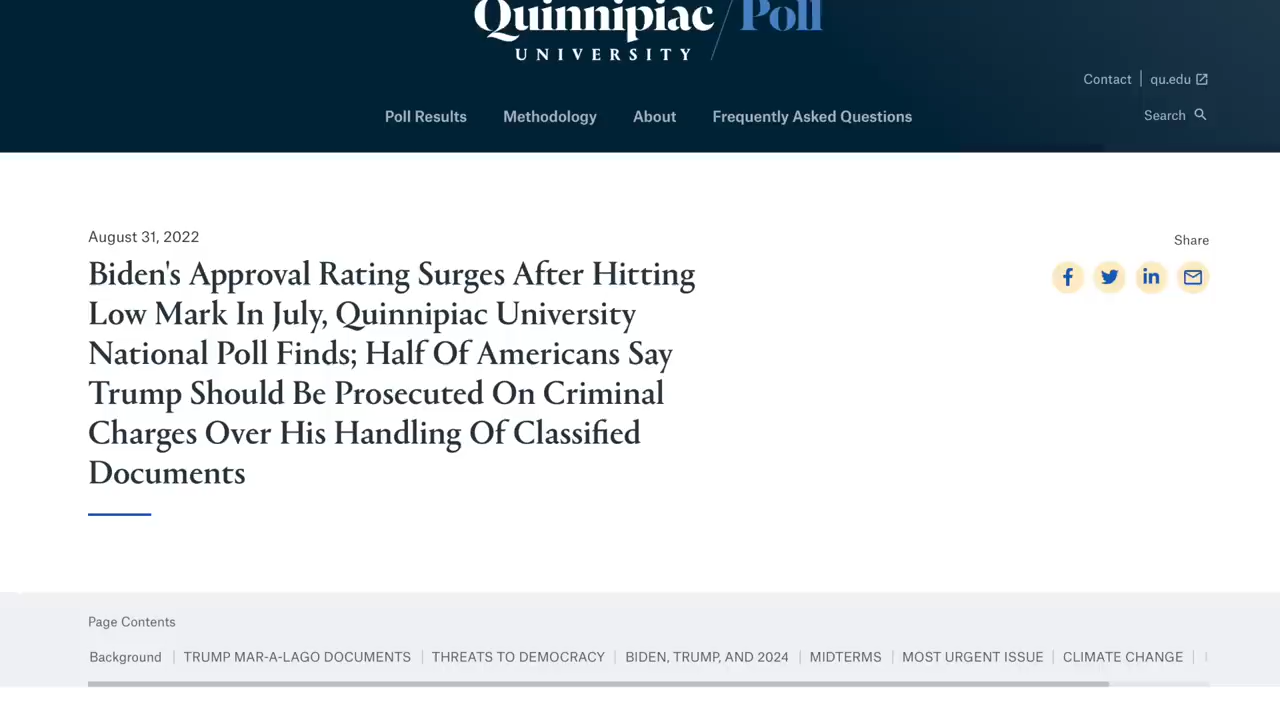 Quinnipiac / Poll
UNIVERSITY
Contact | qu.edu
Poll Results Methodology About Frequently Asked Questions
Search
August 31, 2022
Share
Biden's Approval Rating Surges After Hitting
Low Mark In July, Quinnipiac University
National Poll Finds; Half Of Americans Say
Trump Should Be Prosecuted On Criminal
Charges Over His Handling Of Classified
Documents
Page Contents
Background | TRUMP MAR-A-LAGO DOCUMENTS | THREATS TO DEMOCRACY | BIDEN, TRUMP, AND 2024 | MIDTERMS | MOST URGENT ISSUE | CLIMATE CHANGE |